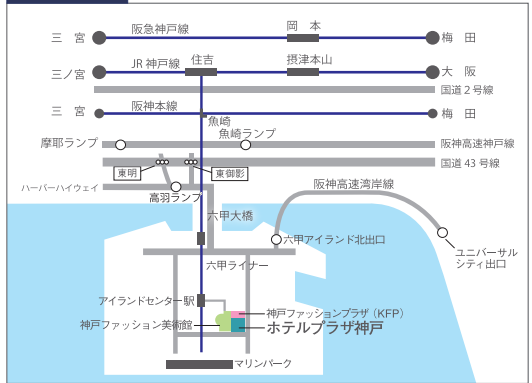 阪急神戸線
岡 本
三 宮
梅 田
JR 神戸線
住吉
摂津本山
三ノ宮
大 阪
国道 2 号線
阪神本線
三 宮
梅 田
魚崎
魚崎ランプ
摩耶ランプ
阪神高速神戸線
国道 43 号線
東明
東御影
ハーバーハイウェイ
高羽ランプ
阪神高速湾岸線
六甲大橋
六甲アイランド北出口
ユニバーサル
シティ出口
六甲ライナー
アイランドセンター駅
神戸ファッションプラザ（KFP）
神戸ファッション美術館
ホテルプラザ神戸
マリンパーク